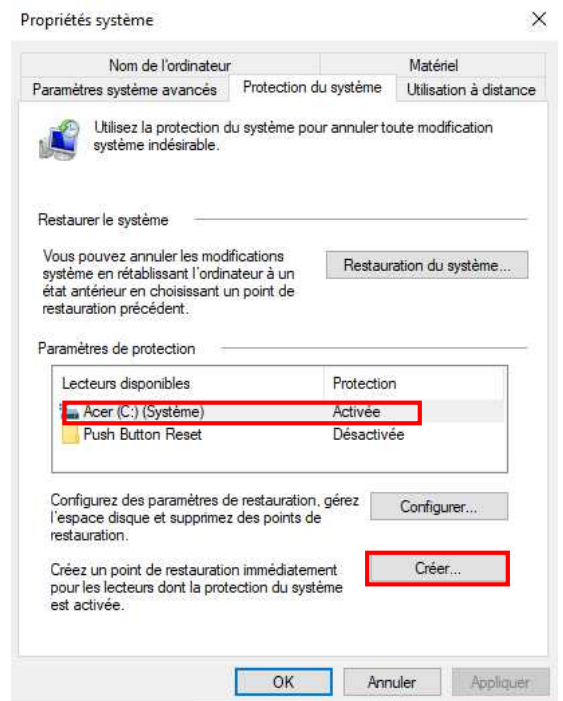 Propriétés système
Nom de l'ordinateur
Matériel
Paramètres système avancés
Protection du système
Utilisation à distance
Utilisez la protection du système pour annuler toute modification
système indésirable.
Restaurer le système
Vous pouvez annuler les modifications
système en rétablissant l'ordinateur à un
état antérieur en choisissant un point de
restauration précédent.
Restauration du système...
Paramètres de protection
Lecteurs disponibles
Protection
Acer (C:) (Système)
Activée
Push Button Reset
Désactivée
Configurez des paramètres de restauration, gérez
l'espace disque et supprimez des points de
restauration.
Configurer...
Créez un point de restauration immédiatement
pour les lecteurs dont la protection du système
est activée.
Créer...
OK
Annuler
Appliquer